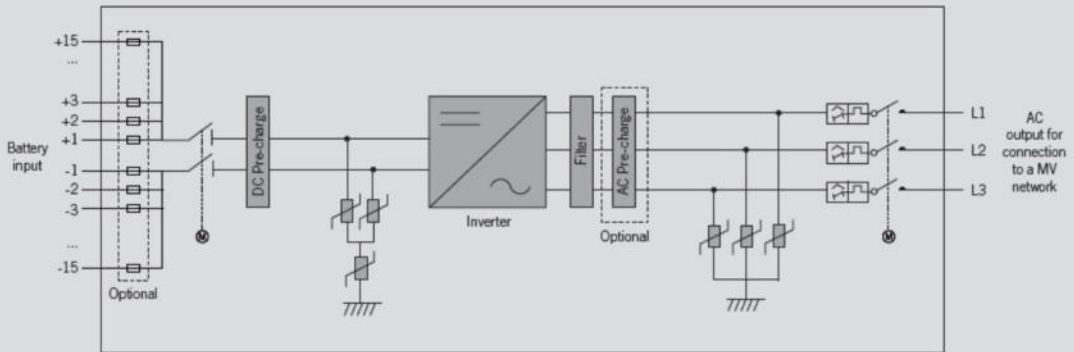 +15
...
+3
+2
+1
Battery
input
-1
-2
-3
...
-15
Optional
M
DC Pre-charge
Inverter
Filter
AC Pre-charge
Optional
M
L1
L2
L3
AC
output for
connection
to a MV
network